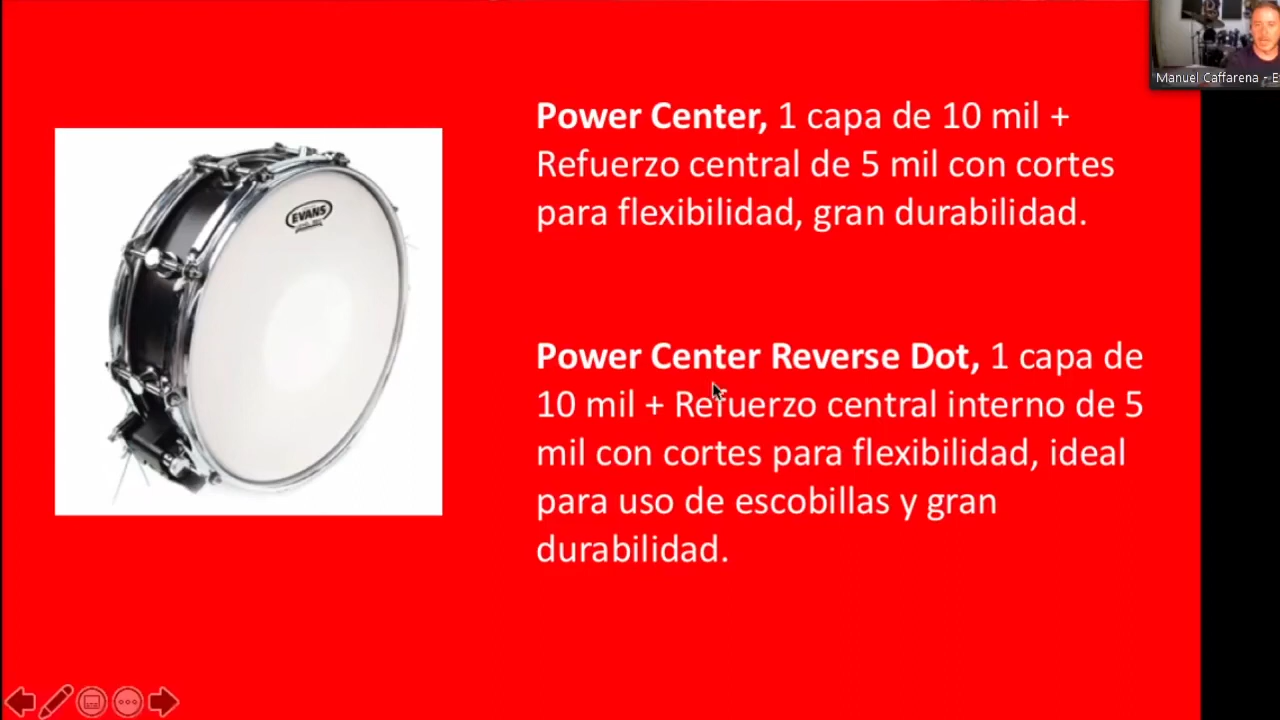 Manuel Caffarena - E
Power Center, 1 capa de 10 mil +
Refuerzo central de 5 mil con cortes
para flexibilidad, gran durabilidad.
EVANS
Power Center Reverse Dot, 1 capa de
10 mil + Refuerzo central interno de 5
mil con cortes para flexibilidad, ideal
para uso de escobillas y gran
durabilidad.